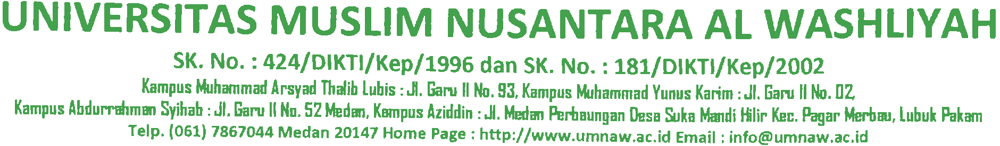 UNIVERSITAS MUSLIM NUSANTARA AL WASHLIYAH
SK. No. : 424/DIKTI/Kep/1996 dan SK. No. : 181/DIKTI/Kep/2002
Kampus Muhammad Arsyad Thalib Lubis : Jl. Garu II No. 93, Kampus Muhammad Yunus Karim : Jl. Garu II No. 02,
Kampus Abdurrahman Syihab : Jl. Garu II No. 52 Medan, Kampus Aziddin : Jl. Medan Perbaungan Desa Suka Mandi Hilir Kec. Pagar Merbau, Lubuk Pakam
Telp. (061) 7867044 Medan 20147 Home Page : http://www.umnaw.ac.id Email : info@umnaw.ac.id